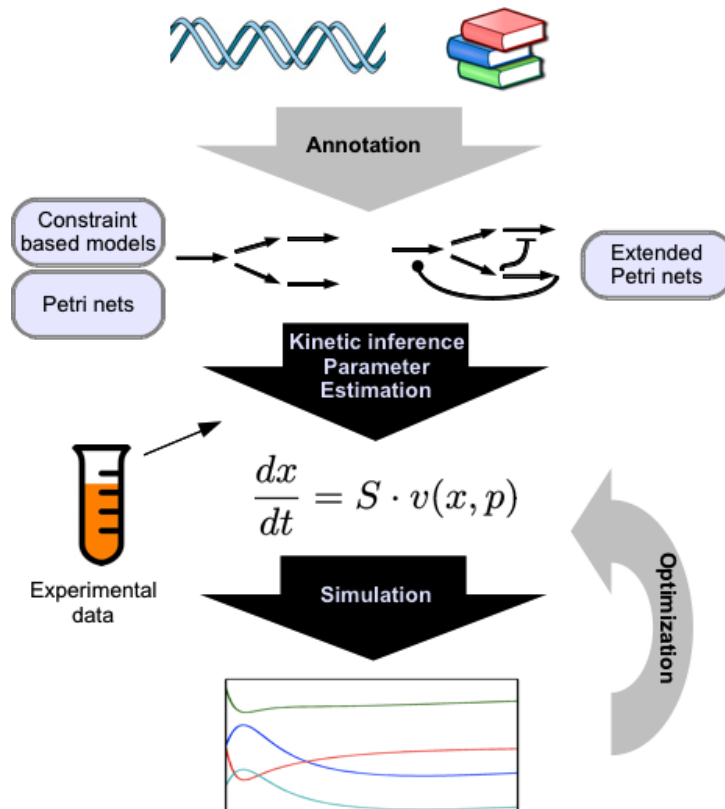 Annotation
Constraint
based models
Petri nets
Extended
Petri nets
Kinetic inference
Parameter
Estimation
Experimental
data
dx/dt = S · v(x, p)
Simulation
Optimization